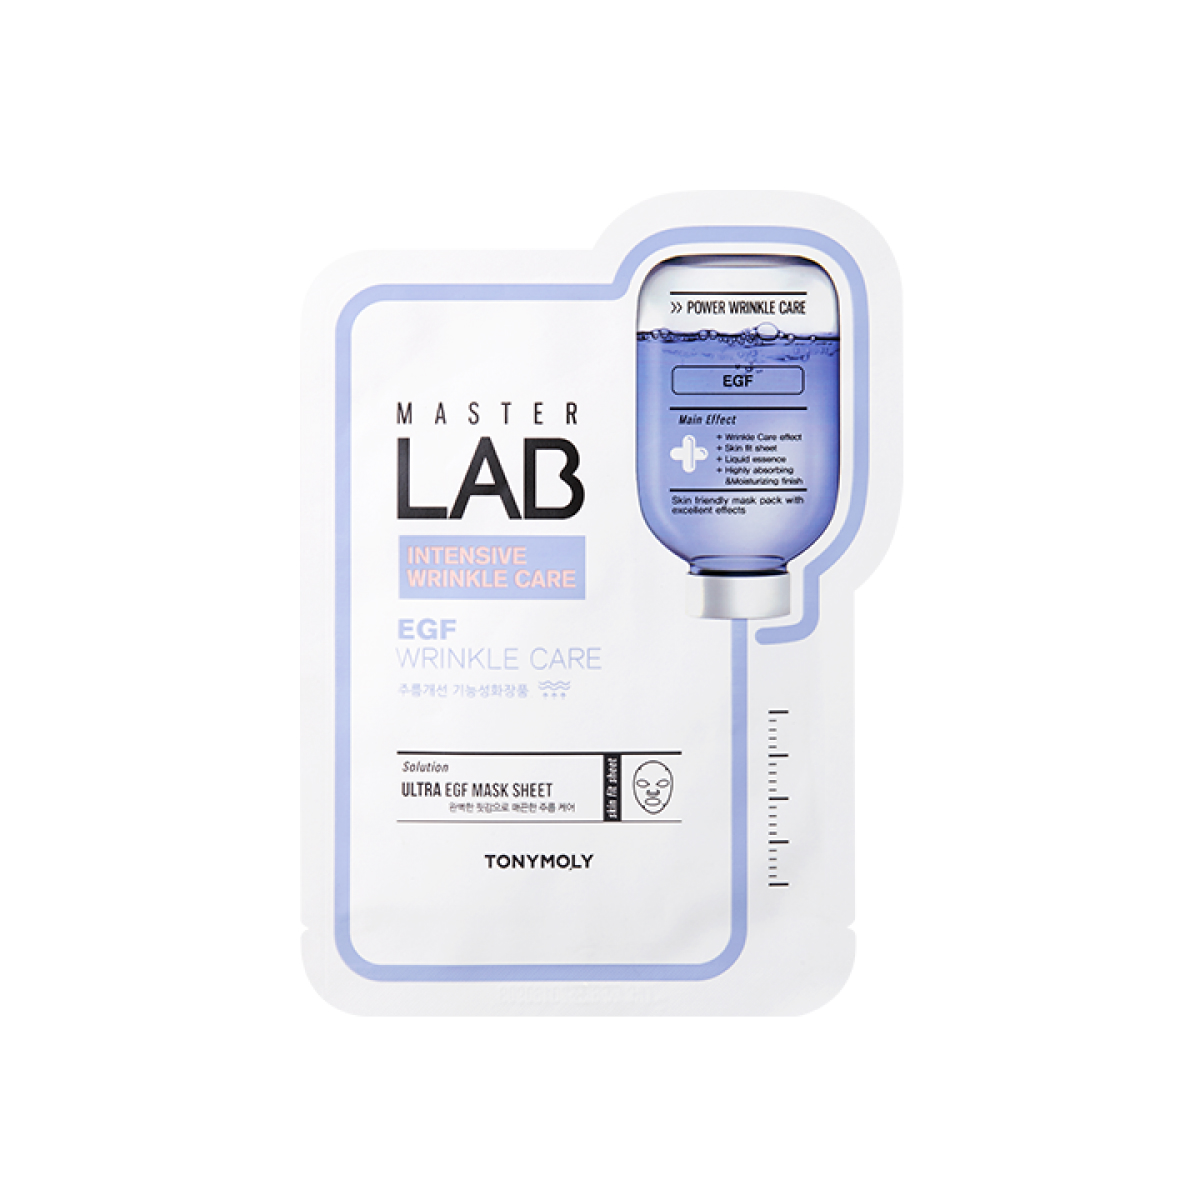 >> POWER WRINKLE CARE
EGF
Main Effect
+ Wrinkle Care effect
+ Skin fit sheet
+ Liquid essence
+ Highly absorbing
&Moisturizing finish
Skin friendly mask pack with
excellent effects
MASTER
LAB
INTENSIVE
WRINKLE CARE
EGF
WRINKLE CARE
주름개선 기능성화장품
Solution
ULTRA EGF MASK SHEET
완벽한 핏감으로 매끈한 주름 케어
skin fit sheet
TONYMOLY